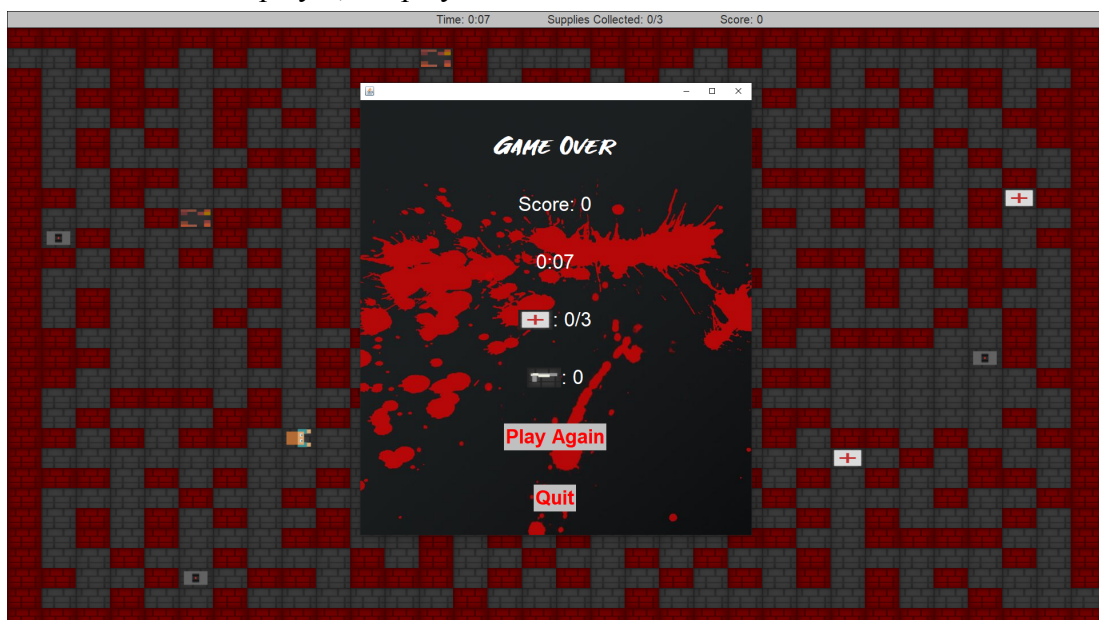 Time: 0:07 Supplies Collected: 0/3 Score: 0
Game Over
Score: 0
0:07
: 0/3
: 0
Play Again
Quit